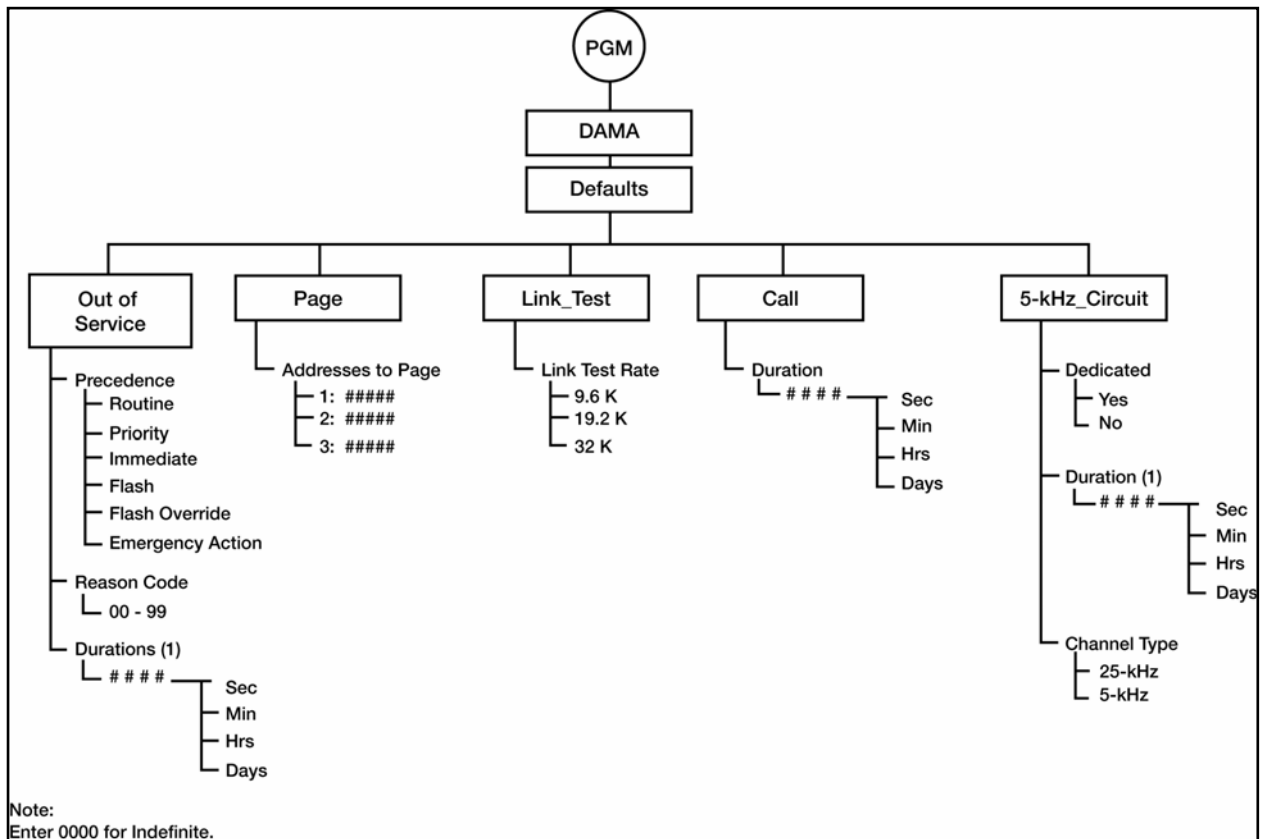 PGM
DAMA
Defaults
Out of
Service
Precedence
Routine
Priority
Immediate
Flash
Flash Override
Emergency Action
Reason Code
00 - 99
Durations (1)
# # # #
Sec
Min
Hrs
Days
Page
Addresses to Page
1: #####
2: #####
3: #####
Link_Test
Link Test Rate
9.6 K
19.2 K
32 K
Call
Duration
# # # #
Sec
Min
Hrs
Days
5-kHz_Circuit
Dedicated
Yes
No
Duration (1)
# # # #
Sec
Min
Hrs
Days
Channel Type
25-kHz
5-kHz
Note:
Enter 0000 for Indefinite.